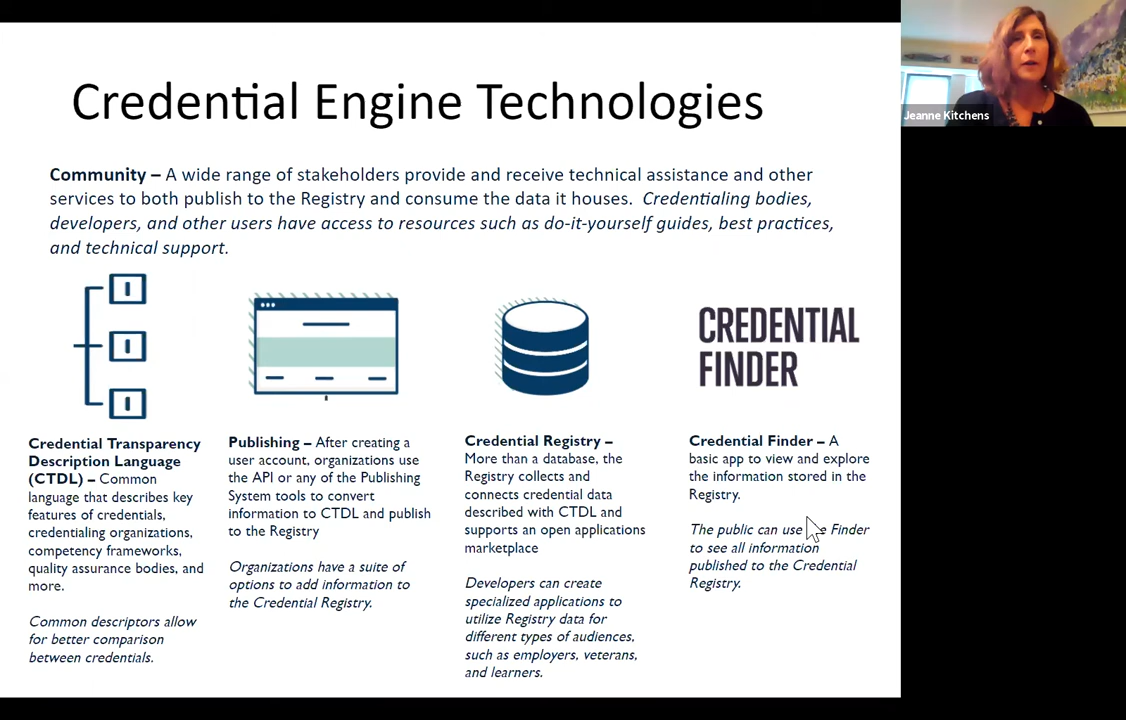 Credential Engine Technologies
Jeanne Kitchens
Community – A wide range of stakeholders provide and receive technical assistance and other
services to both publish to the Registry and consume the data it houses. Credentialing bodies,
developers, and other users have access to resources such as do-it-yourself guides, best practices,
and technical support.
CREDENTIAL
FINDER
Credential Transparency
Description Language
(CTDL) – Common
language that describes key
features of credentials,
credentialing organizations,
competency frameworks,
quality assurance bodies, and
more.
Common descriptors allow
for better comparison
between credentials.
Publishing – After creating a
user account, organizations use
the API or any of the Publishing
System tools to convert
information to CTDL and publish
to the Registry
Organizations have a suite of
options to add information to
the Credential Registry.
Credential Registry –
More than a database, the
Registry collects and
connects credential data
described with CTDL and
supports an open applications
marketplace
Developers can create
specialized applications to
utilize Registry data for
different types of audiences,
such as employers, veterans,
and learners.
Credential Finder – A
basic app to view and explore
the information stored in the
Registry.
The public can use the Finder
to see all information
published to the Credential
Registry.